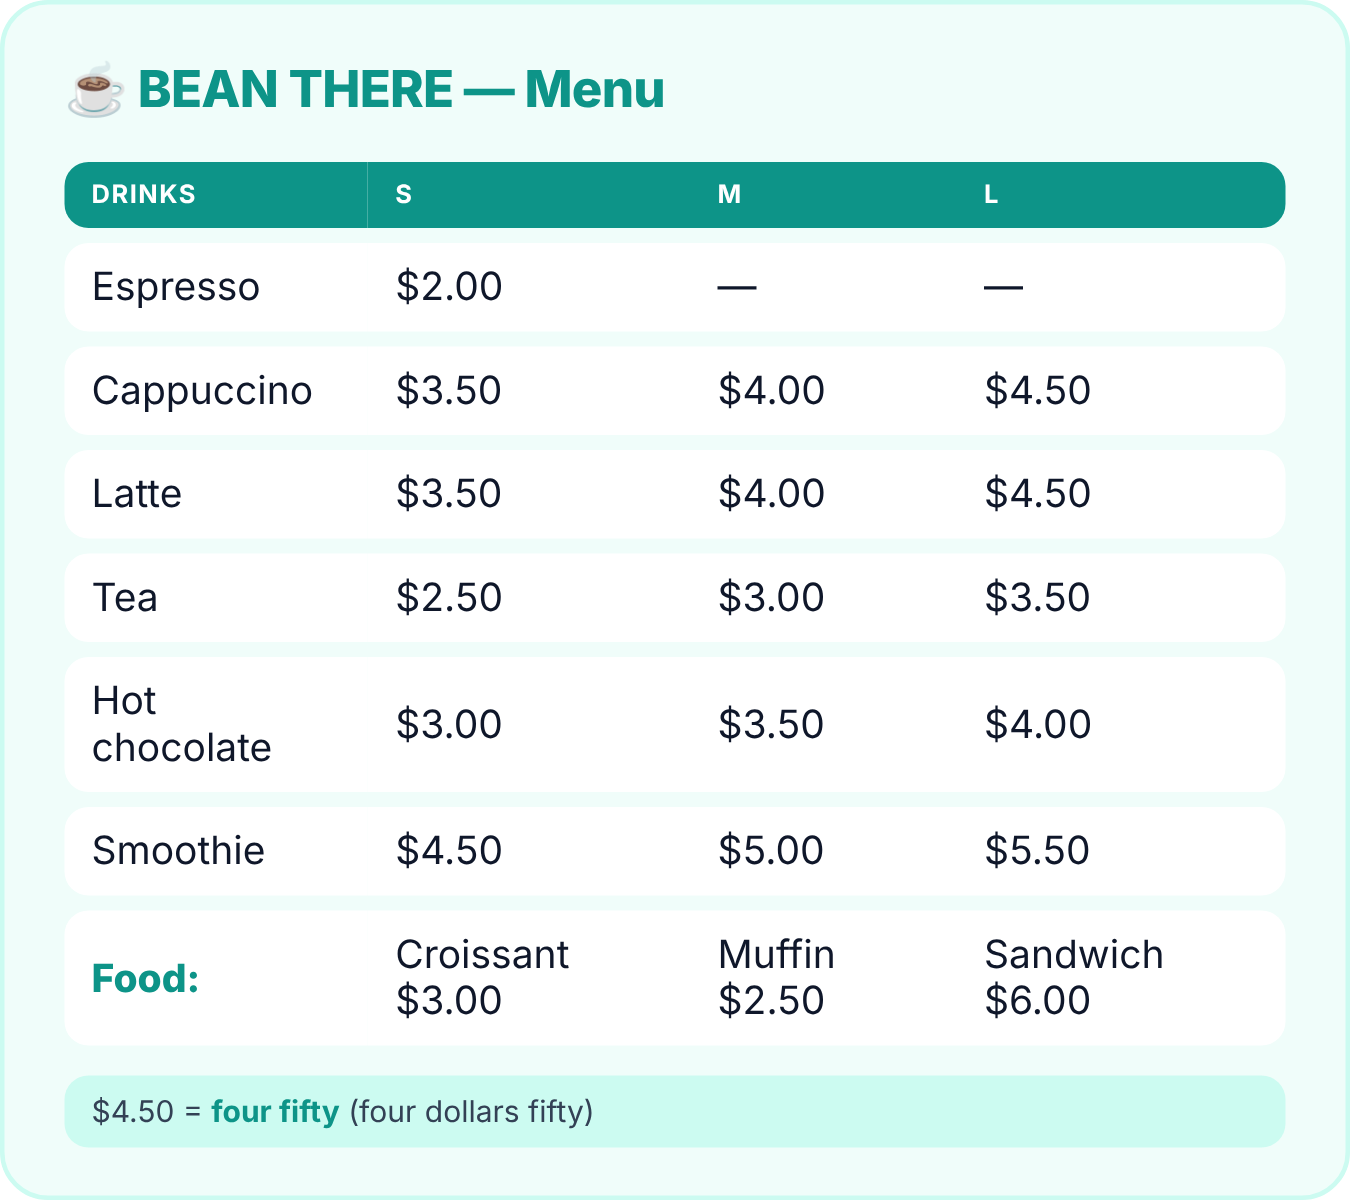 ☕ BEAN THERE — Menu
DRINKS S M L
Espresso $2.00 — —
Cappuccino $3.50 $4.00 $4.50
Latte $3.50 $4.00 $4.50
Tea $2.50 $3.00 $3.50
Hot
chocolate $3.00 $3.50 $4.00
Smoothie $4.50 $5.00 $5.50
Food: Croissant $3.00 Muffin $2.50 Sandwich $6.00
$4.50 = four fifty (four dollars fifty)